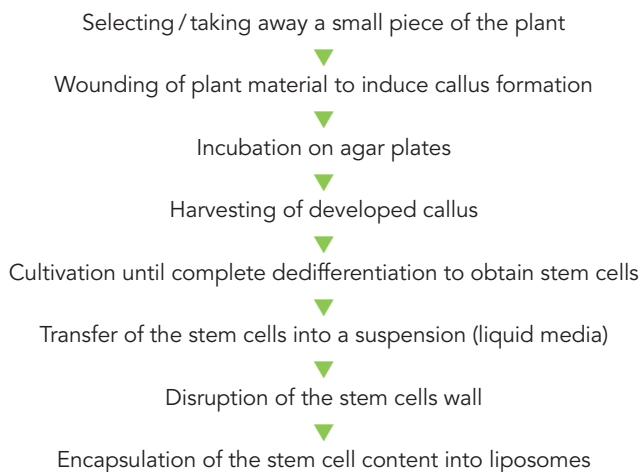 Selecting / taking away a small piece of the plant
Wounding of plant material to induce callus formation
Incubation on agar plates
Harvesting of developed callus
Cultivation until complete dedifferentiation to obtain stem cells
Transfer of the stem cells into a suspension (liquid media)
Disruption of the stem cells wall
Encapsulation of the stem cell content into liposomes